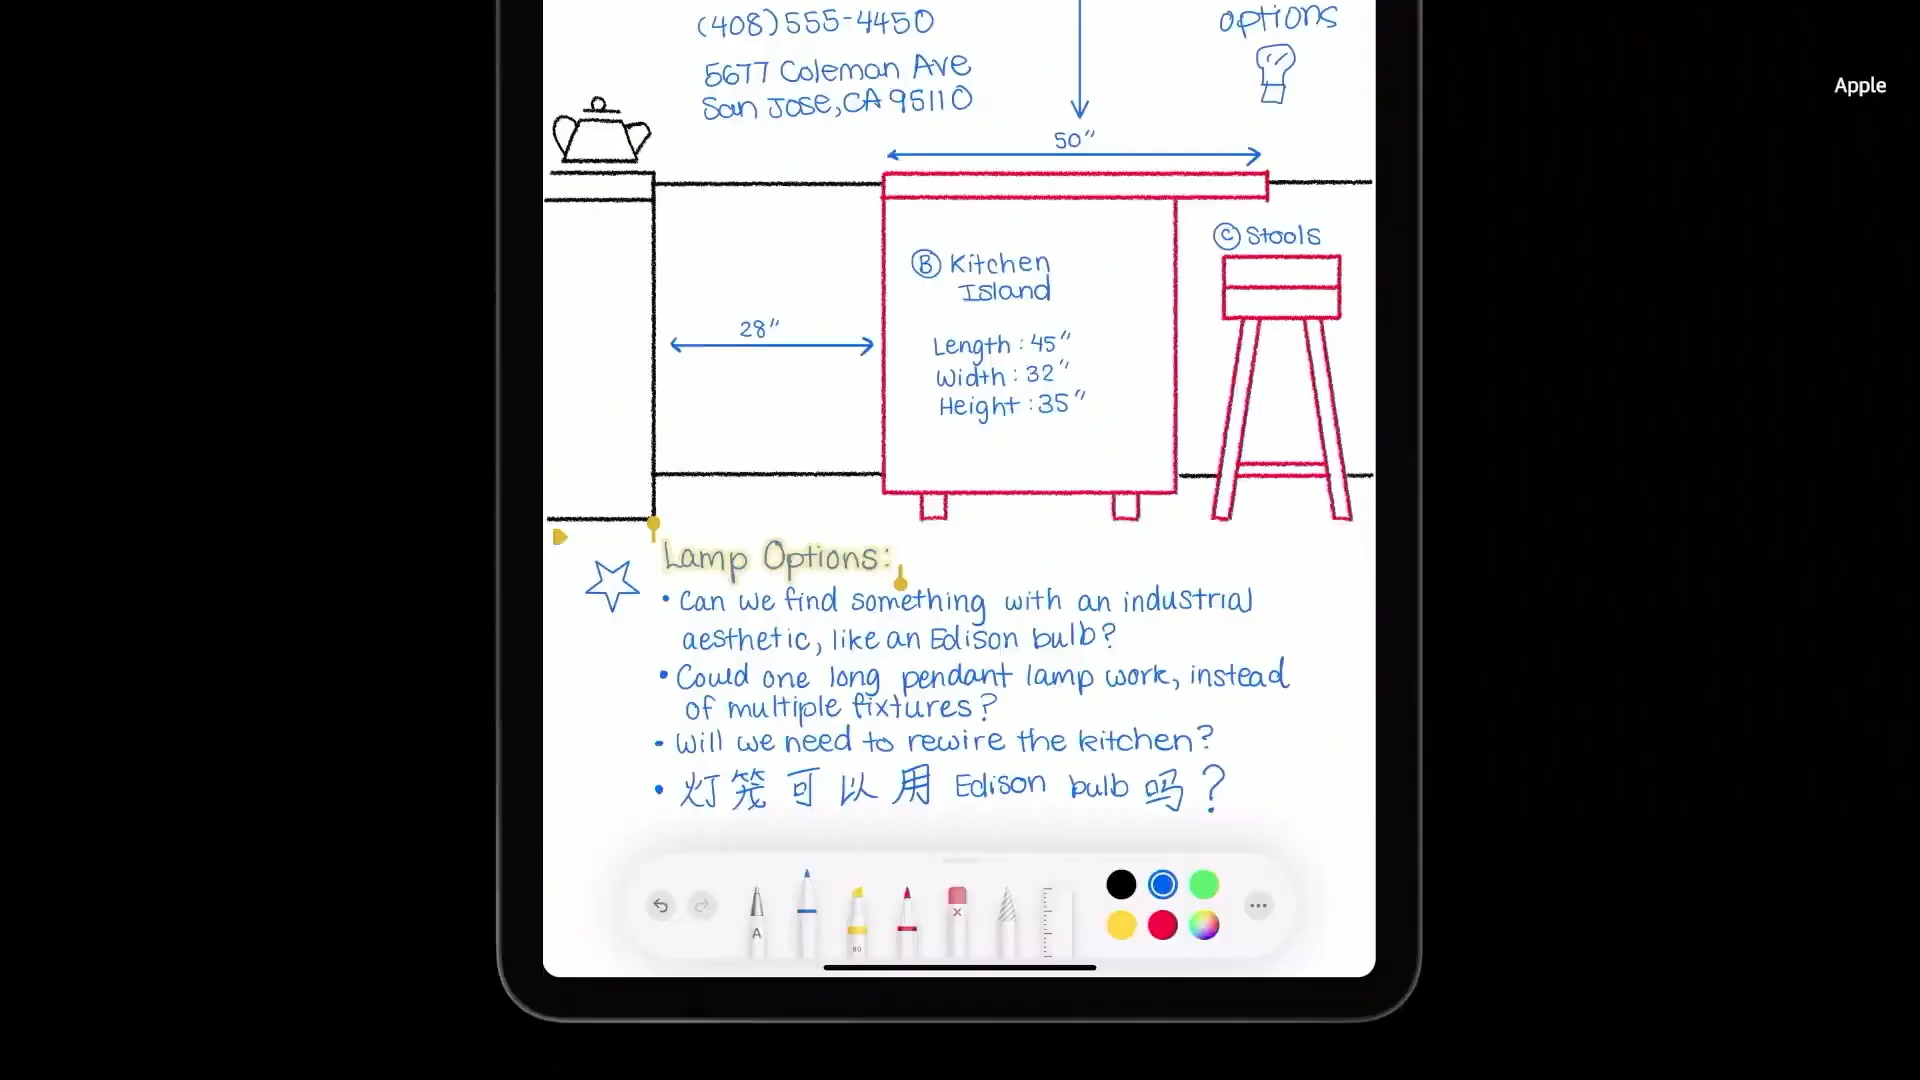 (408)555-4450
options
5677 Coleman Ave
San Jose, CA 95110
Apple
50"
Ⓒ Stools
Ⓑ Kitchen
Island
28"
Length : 45"
Width : 32"
Height : 35"
Lamp Options:
• Can we find something with an industrial
aesthetic, like an Edison bulb?
• Could one long pendant lamp work, instead
of multiple fixtures?
• Will we need to rewire the kitchen?
• 灯笼可以用 Edison bulb 吗?
A
80